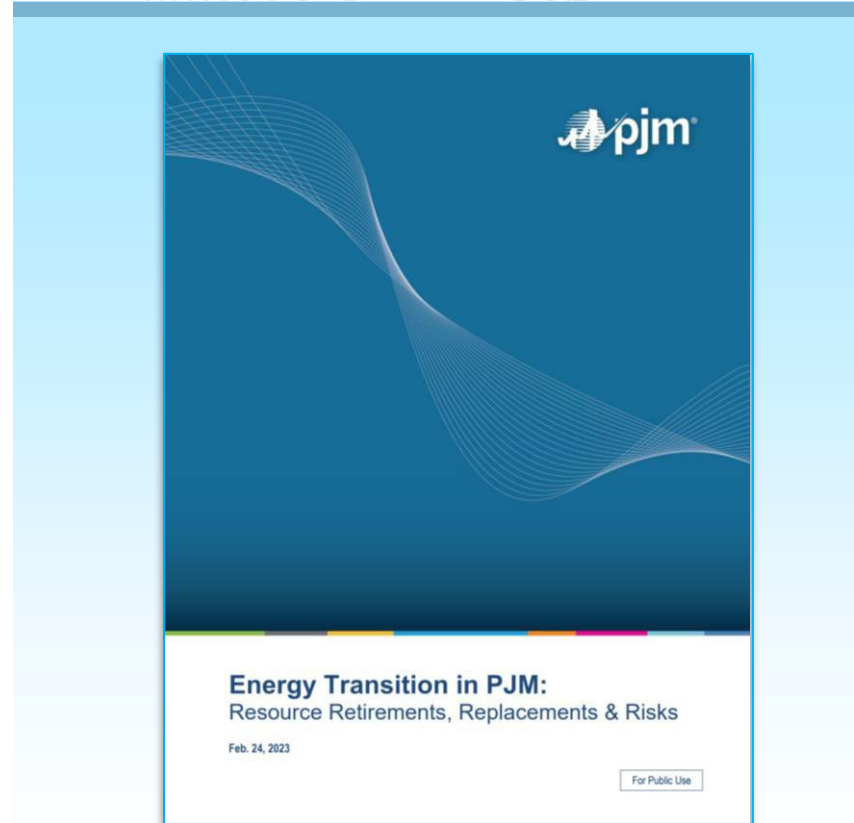 pjm
Energy Transition in PJM:
Resource Retirements, Replacements & Risks
Feb. 24, 2023
For Public Use